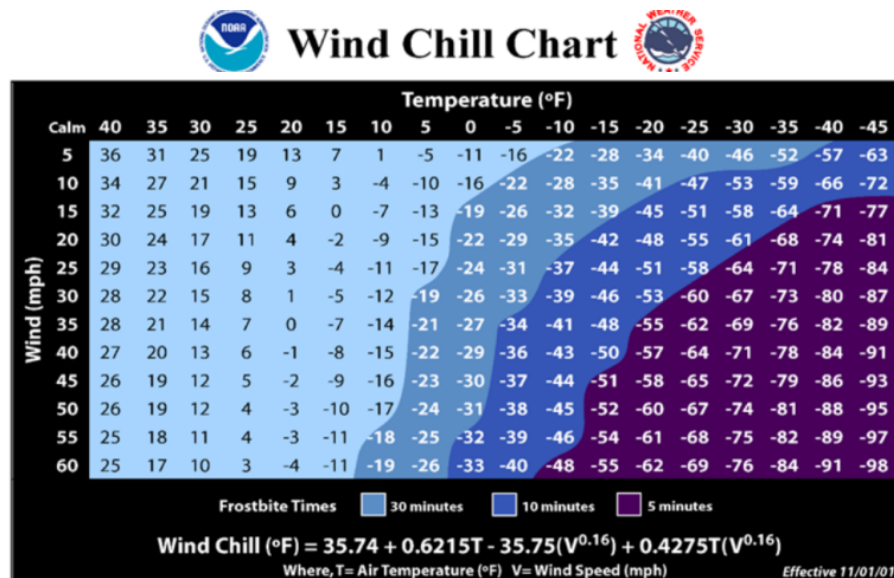 NOAA
Wind Chill Chart
NATIONAL WEATHER SERVICE
Temperature (ºF)
Calm 40 35 30 25 20 15 10 5 0 -5 -10 -15 -20 -25 -30 -35 -40 -45
5 36 31 25 19 13 7 1 -5 -11 -16 -22 -28 -34 -40 -46 -52 -57 -63
10 34 27 21 15 9 3 -4 -10 -16 -22 -28 -35 -41 -47 -53 -59 -66 -72
15 32 25 19 13 6 0 -7 -13 -19 -26 -32 -39 -45 -51 -58 -64 -71 -77
20 30 24 17 11 4 -2 -9 -15 -22 -29 -35 -42 -48 -55 -61 -68 -74 -81
25 29 23 16 9 3 -4 -11 -17 -24 -31 -37 -44 -51 -58 -64 -71 -78 -84
30 28 22 15 8 1 -5 -12 -19 -26 -33 -39 -46 -53 -60 -67 -73 -80 -87
35 28 21 14 7 0 -7 -14 -21 -27 -34 -41 -48 -55 -62 -69 -76 -82 -89
40 27 20 13 6 -1 -8 -15 -22 -29 -36 -43 -50 -57 -64 -71 -78 -84 -91
45 26 19 12 5 -2 -9 -16 -23 -30 -37 -44 -51 -58 -65 -72 -79 -86 -93
50 26 19 12 4 -3 -10 -17 -24 -31 -38 -45 -52 -60 -67 -74 -81 -88 -95
55 25 18 11 4 -3 -11 -18 -25 -32 -39 -46 -54 -61 -68 -75 -82 -89 -97
60 25 17 10 3 -4 -11 -19 -26 -33 -40 -48 -55 -62 -69 -76 -84 -91 -98
Wind (mph)
Frostbite Times 30 minutes 10 minutes 5 minutes
Wind Chill (ºF) = 35.74 + 0.6215T - 35.75(V^0.16) + 0.4275T(V^0.16)
Where, T= Air Temperature (ºF) V= Wind Speed (mph) Effective 11/01/01